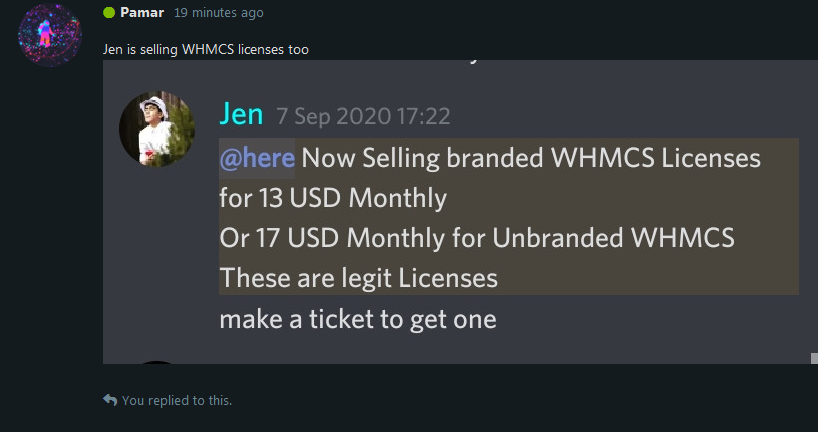 Pamar 19 minutes ago
Jen is selling WHMCS licenses too
Jen 7 Sep 2020 17:22
@here Now Selling branded WHMCS Licenses
for 13 USD Monthly
Or 17 USD Monthly for Unbranded WHMCS
These are legit Licenses
make a ticket to get one
You replied to this.